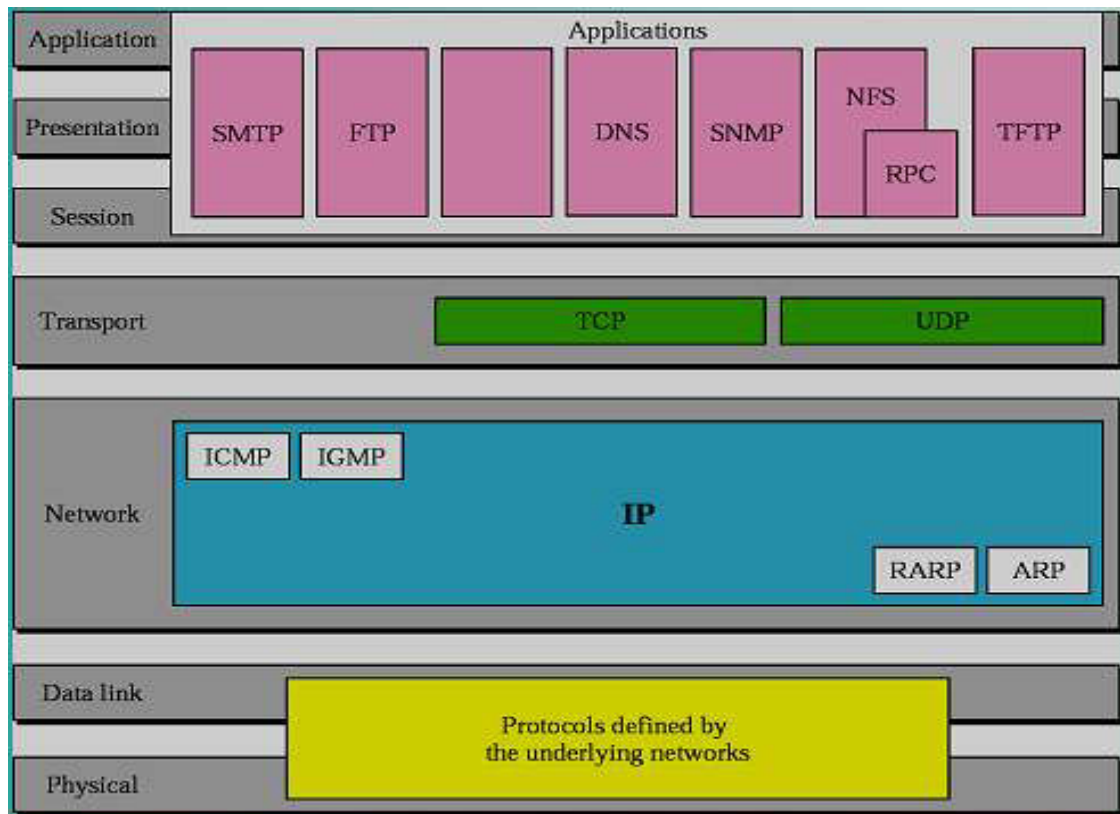 Application
Applications
Presentation
SMTP
FTP
DNS
SNMP
NFS
RPC
TFTP
Session
Transport
TCP
UDP
Network
ICMP
IGMP
IP
RARP
ARP
Data link
Protocols defined by
the underlying networks
Physical